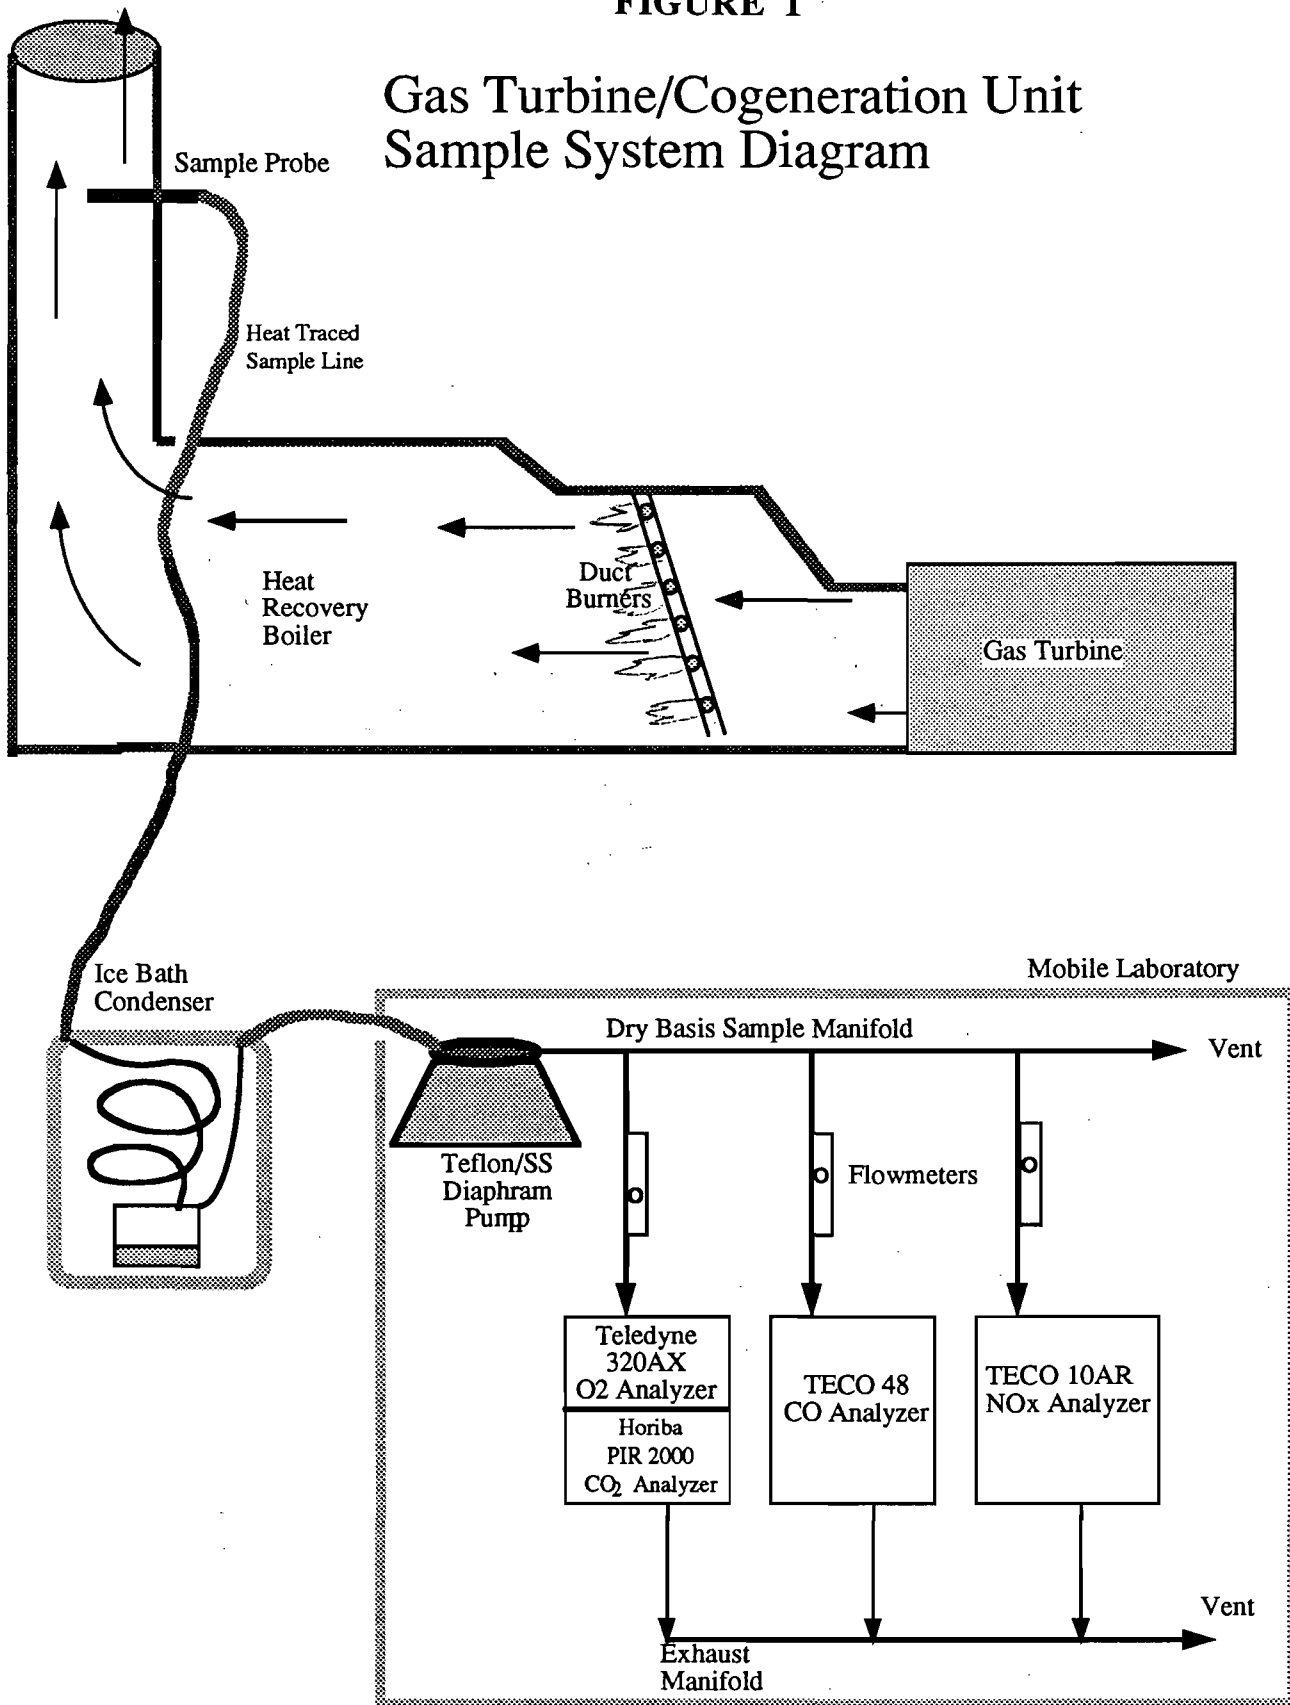 FIGURE 1
Gas Turbine/Cogeneration Unit
Sample System Diagram
Sample Probe
Heat Traced
Sample Line
Heat
Recovery
Boiler
Duct
Burners
Gas Turbine
Ice Bath
Condenser
Mobile Laboratory
Dry Basis Sample Manifold
Vent
Teflon/SS
Diaphram
Pump
Flowmeters
Teledyne
320AX
O2 Analyzer
Horiba
PIR 2000
CO2 Analyzer
TECO 48
CO Analyzer
TECO 10AR
NOx Analyzer
Vent
Exhaust
Manifold